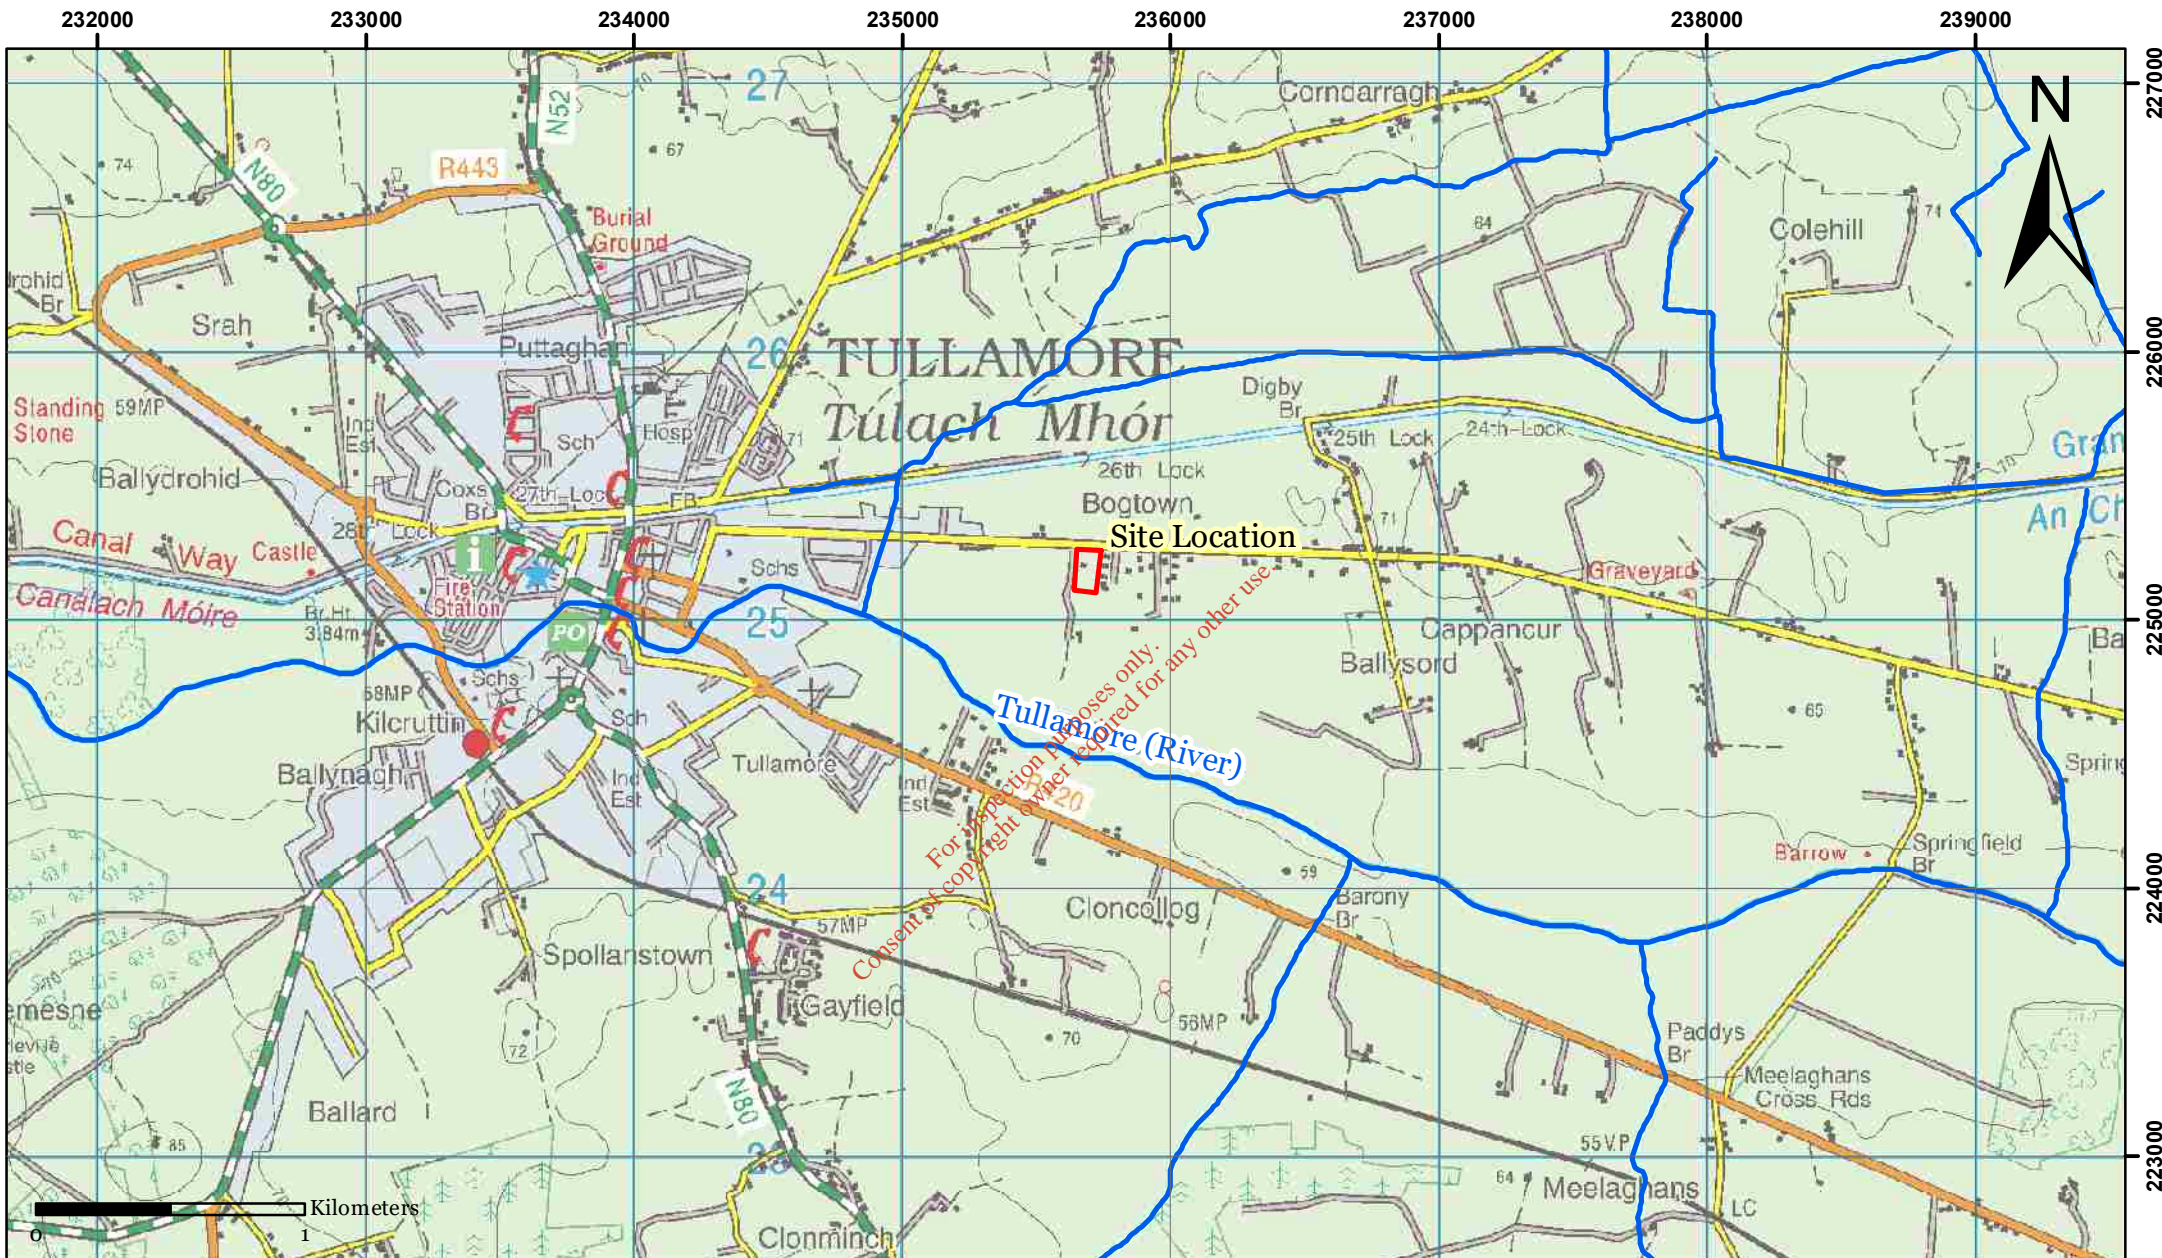 232000 233000 234000 235000 236000 237000 238000 239000
227000
226000
225000
224000
223000
N
27
Corndarragh
N52
74
67
R443
N80
Burial
Ground
64
74
Colehill
Br
Srah
Puttaghan
26
TULLAMORE
Túlach Mhór
Digby
Br
Standing
Stone
59MP
Ind
Est
Sch
Hosp
71
25th Lock
24th Lock
26th Lock
Ballydrohid
Coxs
Br
27th Lock
FB
Bogtown
28th Lock
71
An
Site Location
Canal Way
Castle
i
Fire
Station
Schs
Graveyard
Canálach Móire
Br.Ht.
3.84m
PO
25
Cappancur
Ballysord
58MP
Schs
Kilcruttin
Sch
65
Tullamore (River)
Ballynagh
Ind
Est
Tullamore
Ind
Est
R420
For inspection purposes only.
Consent of copyright owner required for any other use.
Barrow
Springfield
Br
24
59
Barony
Br
Cloncollog
57MP
Spollanstown
Gayfield
56MP
70
72
Paddys
Br
Meelaghans
Cross Rds
N80
Ballard
85
23
55V.P
64
Meelaghans
LC
Kilometers
0 1
Clonminch